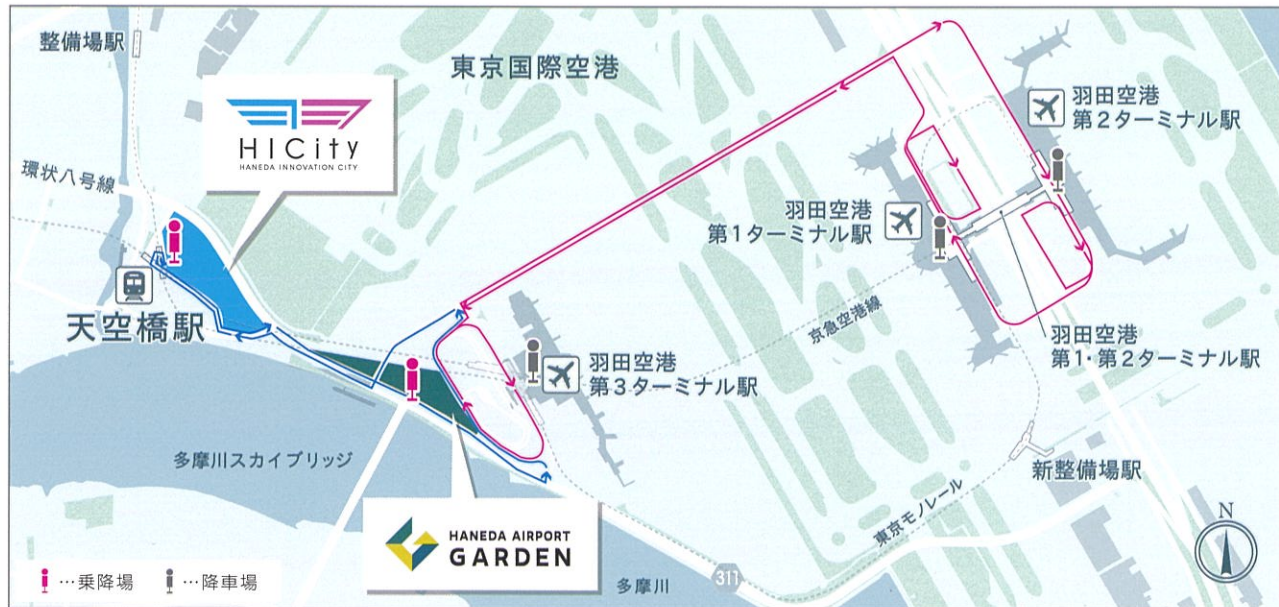 整備場駅
東京国際空港
HICity
HANEDA INNOVATION CITY
環状八号線
羽田空港
第2ターミナル駅
羽田空港
第1ターミナル駅
天空橋駅
京急空港線
羽田空港
第1・第2ターミナル駅
羽田空港
第3ターミナル駅
多摩川スカイブリッジ
新整備場駅
東京モノレール
HANEDA AIRPORT
GARDEN
N
…乗降場
…降車場
多摩川
311